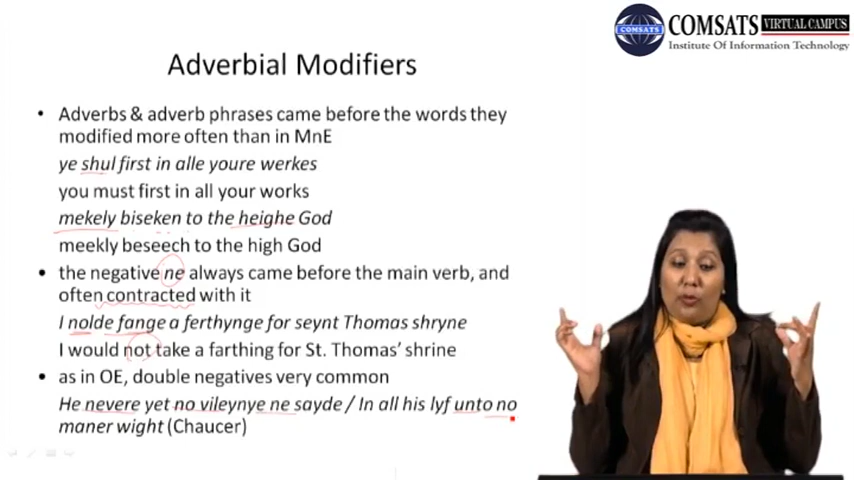 COMSATS
COMSATS VIRTUAL CAMPUS
Institute Of Information Technology
Adverbial Modifiers
• Adverbs & adverb phrases came before the words they
modified more often than in MnE
ye shul first in alle youre werkes
you must first in all your works
mekely biseken to the heighe God
meekly beseech to the high God
• the negative ne always came before the main verb, and
often contracted with it
I nolde fange a ferthynge for seynt Thomas shryne
I would not take a farthing for St. Thomas' shrine
• as in OE, double negatives very common
He nevere yet no vileynye ne sayde / In all his lyf unto no
maner wight (Chaucer)